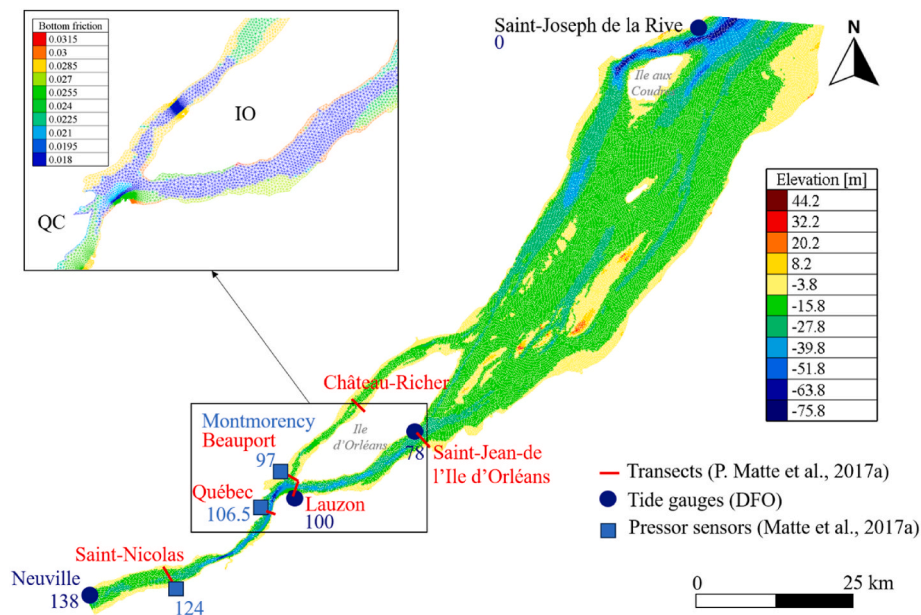 Bottom friction
0.0315
0.03
0.0285
0.027
0.0255
0.024
0.0225
0.021
0.0195
0.018
IO
QC
Saint-Joseph de la Rive
0
N
Ile aux
Coudres
Elevation [m]
44.2
32.2
20.2
8.2
-3.8
-15.8
-27.8
-39.8
-51.8
-63.8
-75.8
Château-Richer
Montmorency
Beauport
97
Ile
d'Orléans
78
Saint-Jean-de
l'Ile d'Orléans
Québec
106.5
Lauzon
100
Saint-Nicolas
124
Neuville
138
Transects (P. Matte et al., 2017a)
Tide gauges (DFO)
Pressor sensors (Matte et al., 2017a)
0
25 km